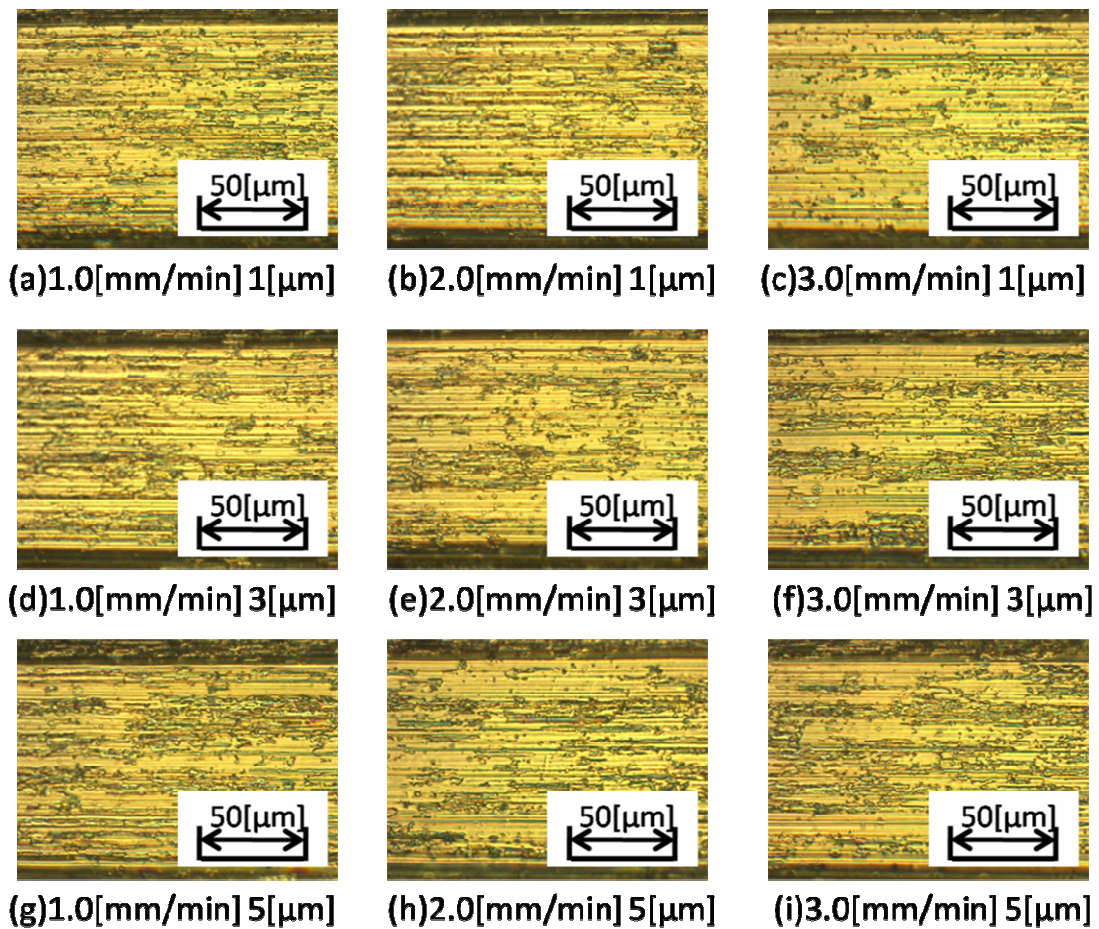 50[µm]
50[µm]
50[µm]
(a)1.0[mm/min] 1[µm]
(b)2.0[mm/min] 1[µm]
(c)3.0[mm/min] 1[µm]
50[µm]
50[µm]
50[µm]
(d)1.0[mm/min] 3[µm]
(e)2.0[mm/min] 3[µm]
(f)3.0[mm/min] 3[µm]
50[µm]
50[µm]
50[µm]
(g)1.0[mm/min] 5[µm]
(h)2.0[mm/min] 5[µm]
(i)3.0[mm/min] 5[µm]